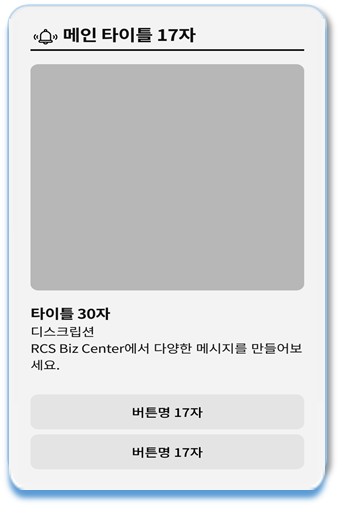 메인 타이틀 17자
타이틀 30자
디스크립션
RCS Biz Center에서 다양한 메시지를 만들어보
세요.
버튼명 17자
버튼명 17자